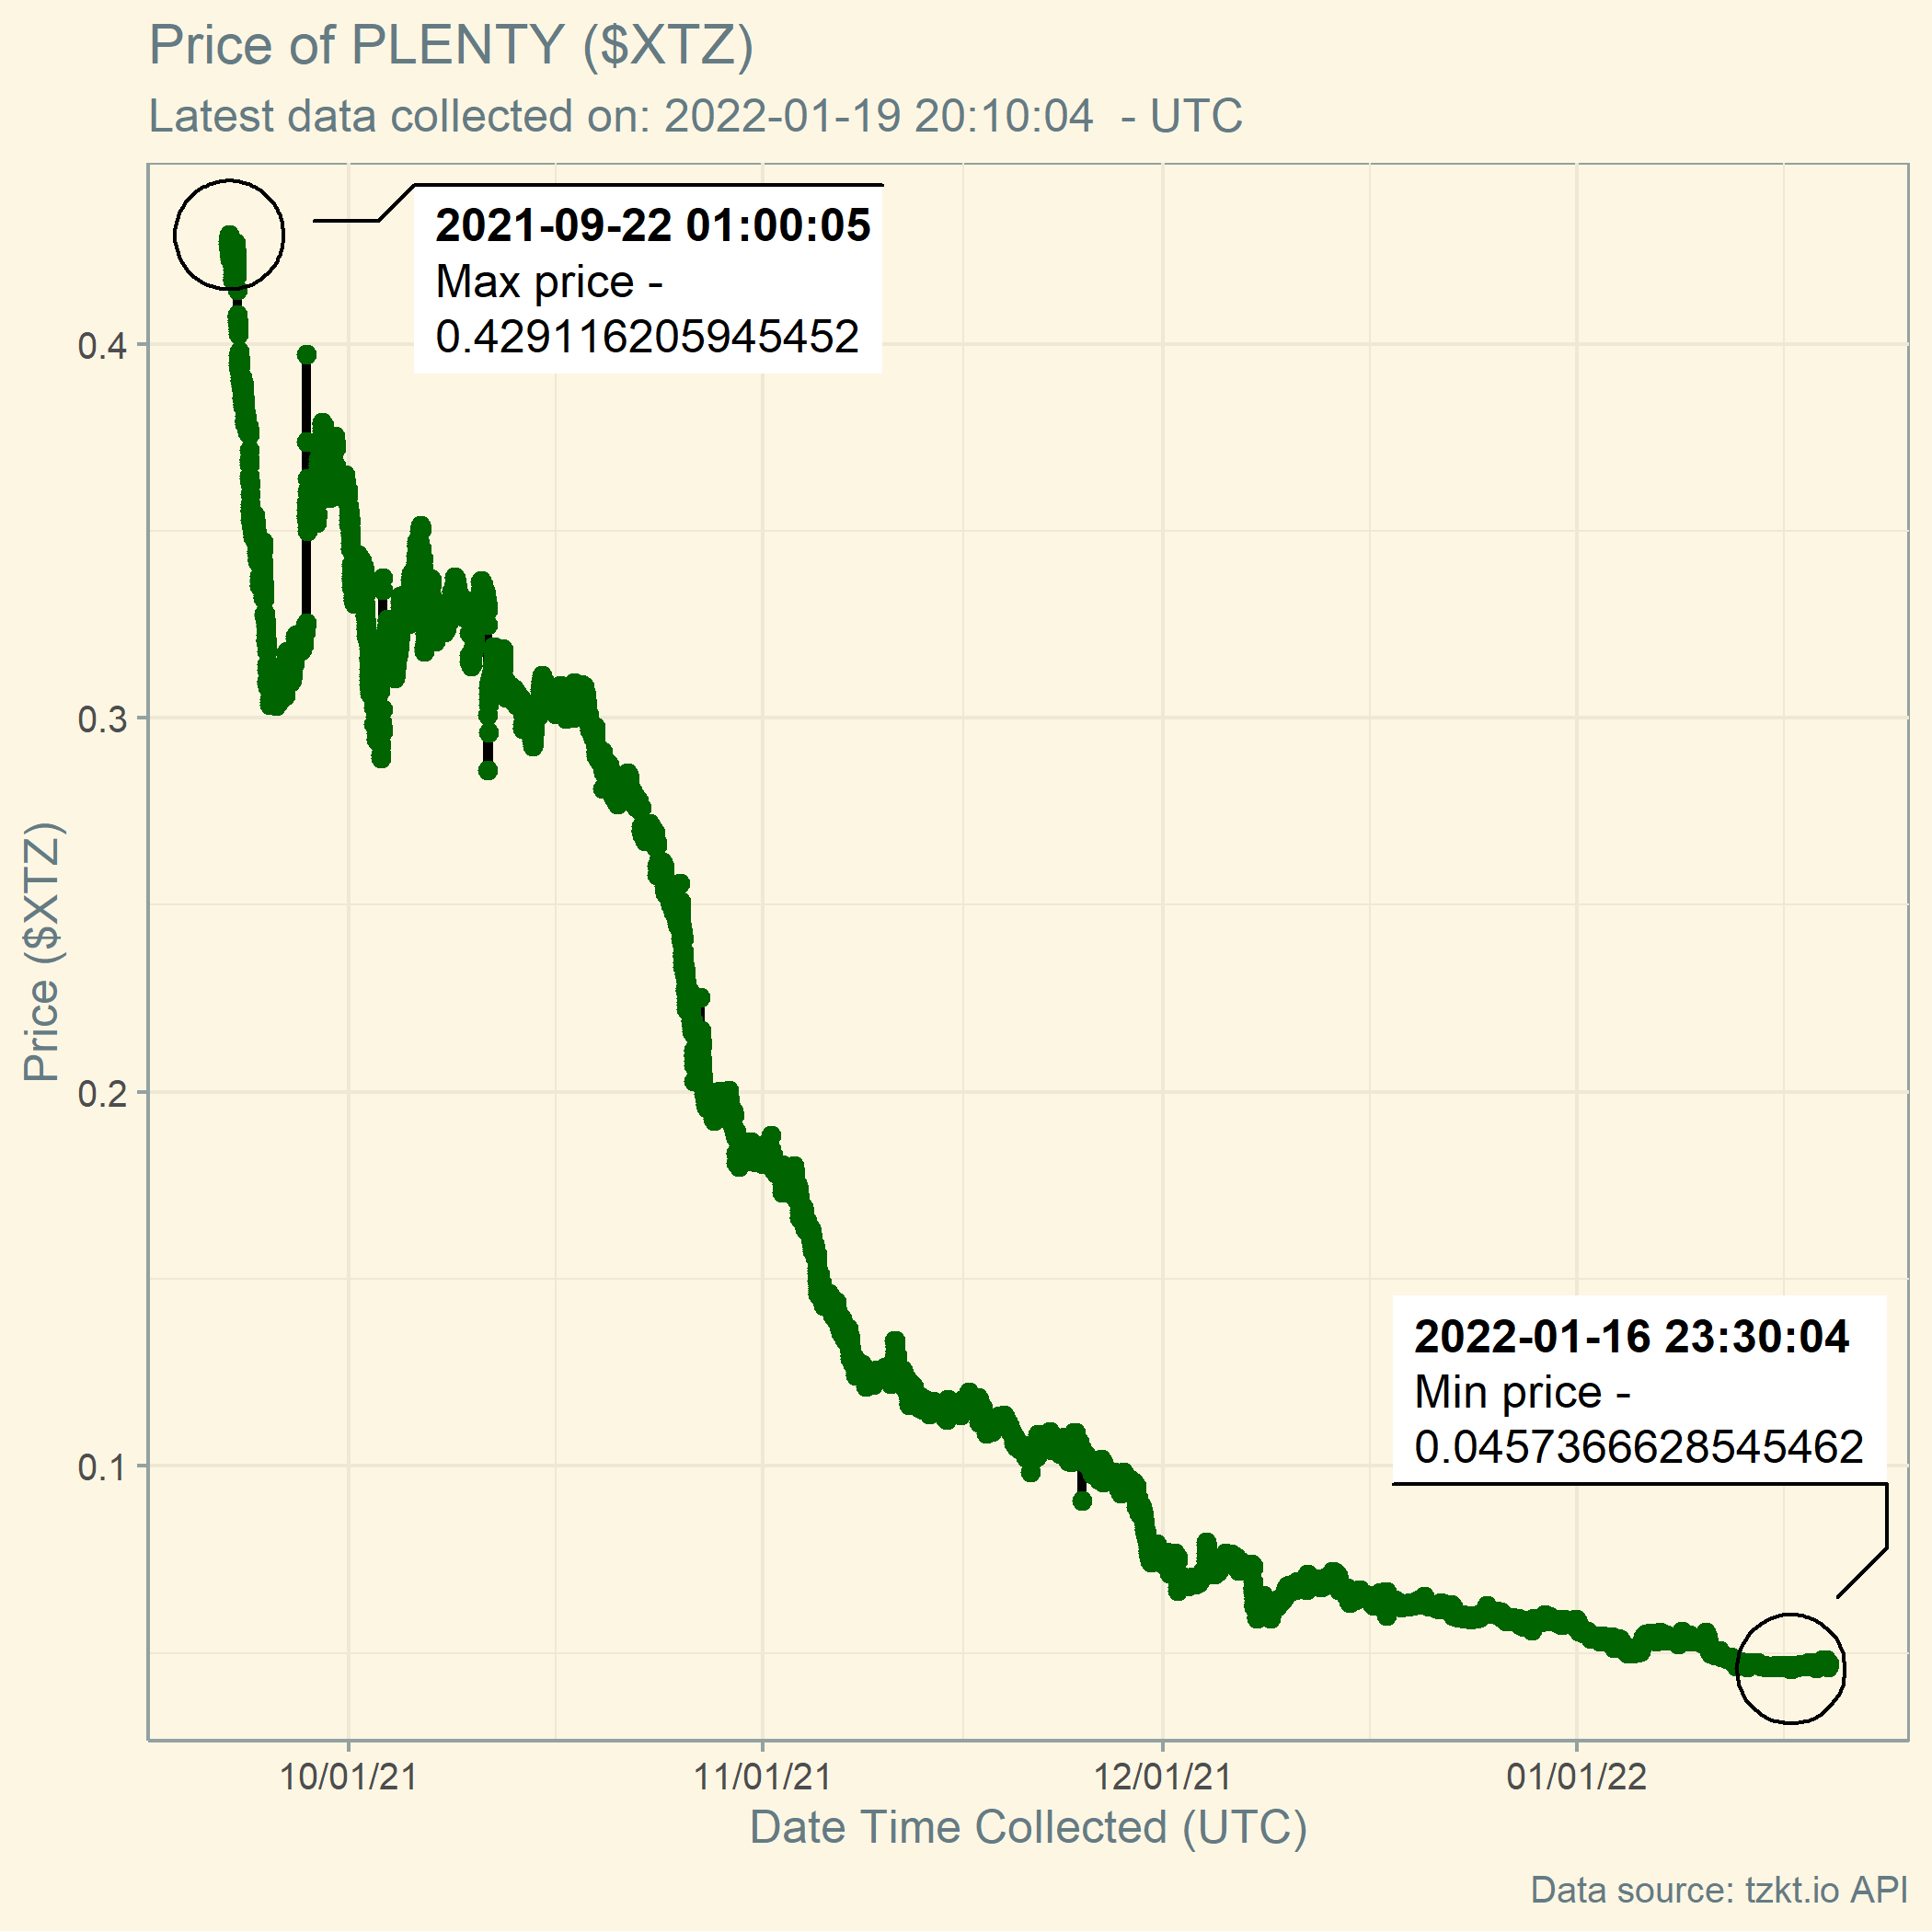 Price of PLENTY ($XTZ)
Latest data collected on: 2022-01-19 20:10:04  - UTC
2021-09-22 01:00:05
Max price -
0.429116205945452
0.4
0.3
0.2
0.1
Price ($XTZ)
2022-01-16 23:30:04
Min price -
0.0457366628545462
10/01/21
11/01/21
12/01/21
01/01/22
Date Time Collected (UTC)
Data source: tzkt.io API